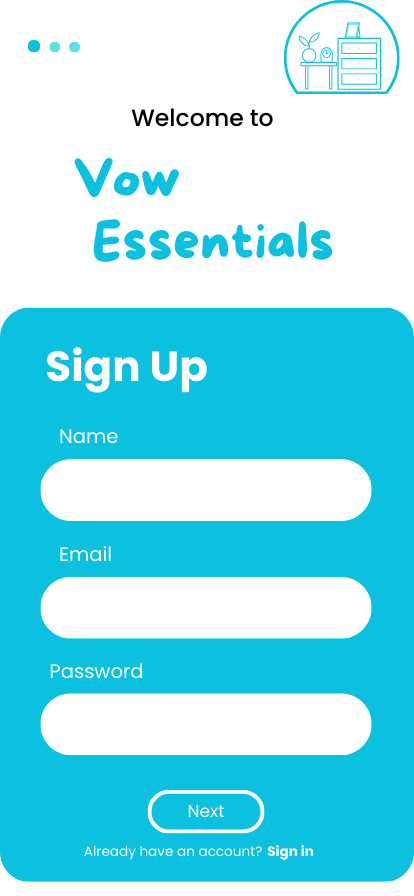 Welcome to
Vow
Essentials
Sign Up
Name
Email
Password
Next
Already have an account? Sign in